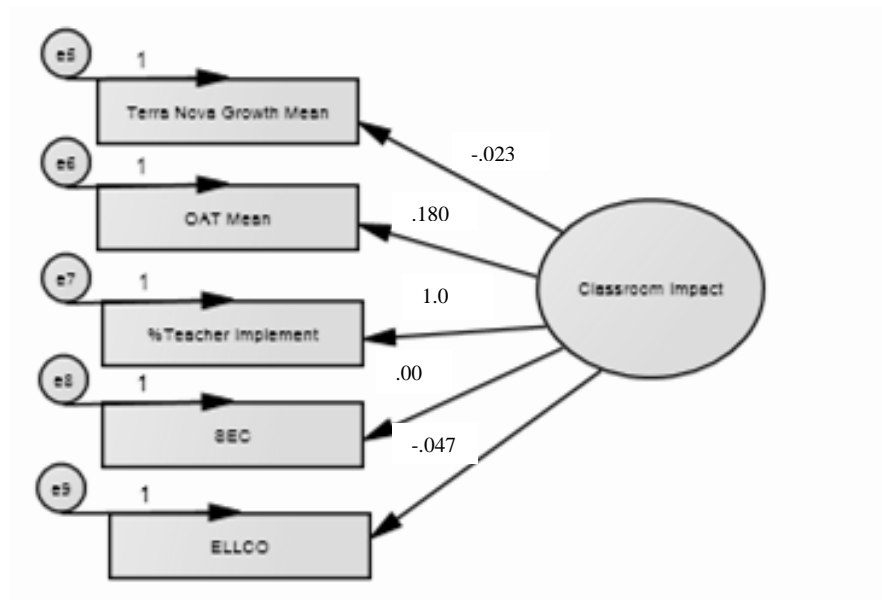 e5
1
Terra Nova Growth Mean
-.023
e6
1
OAT Mean
.180
e7
1
%Teacher Implement
1.0
Classroom Impact
e8
1
SEC
.00
e9
1
ELLCO
-.047